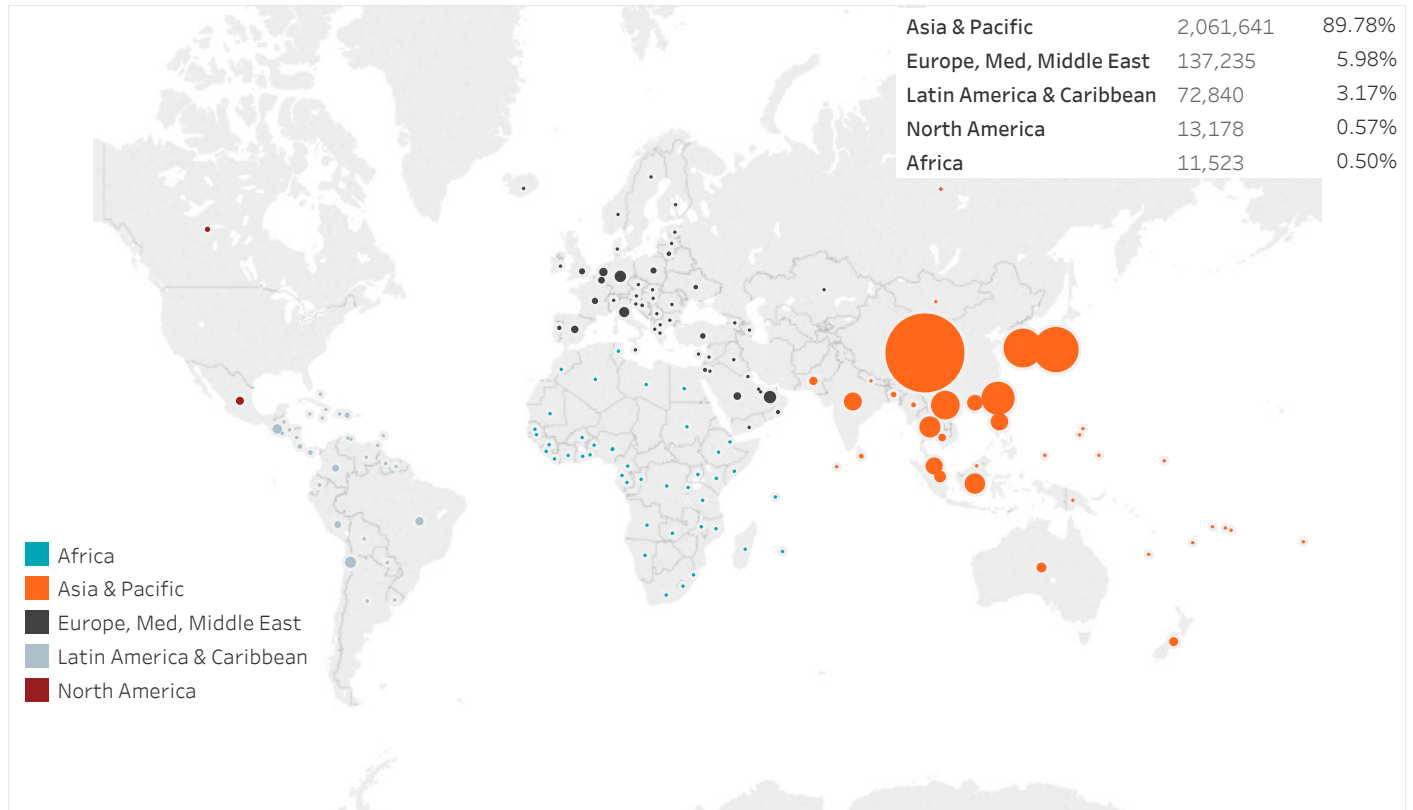 Asia & Pacific 2,061,641 89.78%
Europe, Med, Middle East 137,235 5.98%
Latin America & Caribbean 72,840 3.17%
North America 13,178 0.57%
Africa 11,523 0.50%
Africa
Asia & Pacific
Europe, Med, Middle East
Latin America & Caribbean
North America